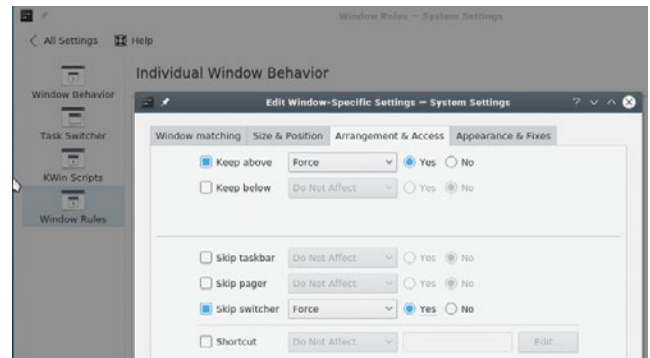 Window Rules — System Settings
All Settings Help
Individual Window Behavior
Window Behavior
Task Switcher
KWin Scripts
Window Rules
Edit Window-Specific Settings — System Settings
Window matching Size & Position Arrangement & Access Appearance & Fixes
Keep above Force Yes No
Keep below Do Not Affect Yes No
Skip taskbar Do Not Affect Yes No
Skip pager Do Not Affect Yes No
Skip switcher Force Yes No
Shortcut Do Not Affect Edit...